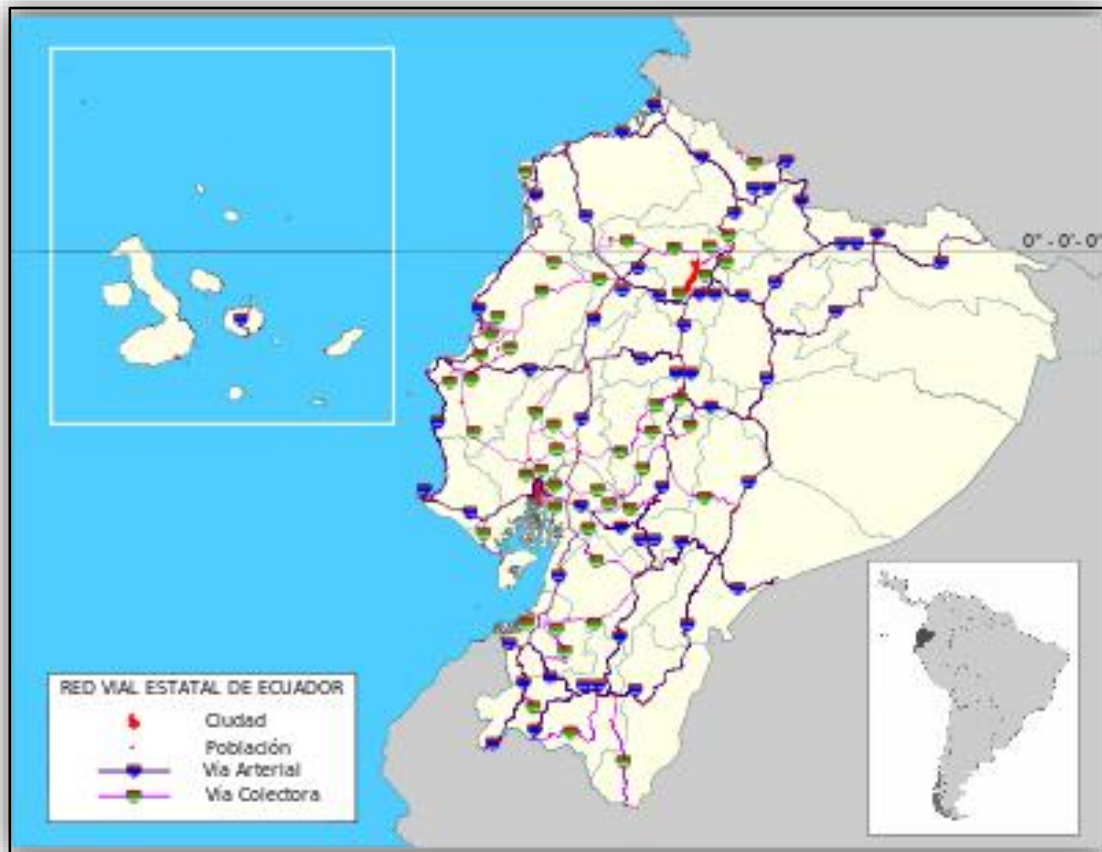 0° - 0'- 0"
RED VIAL ESTATAL DE ECUADOR
Ciudad
Población
Vía Arterial
Vía Colectora